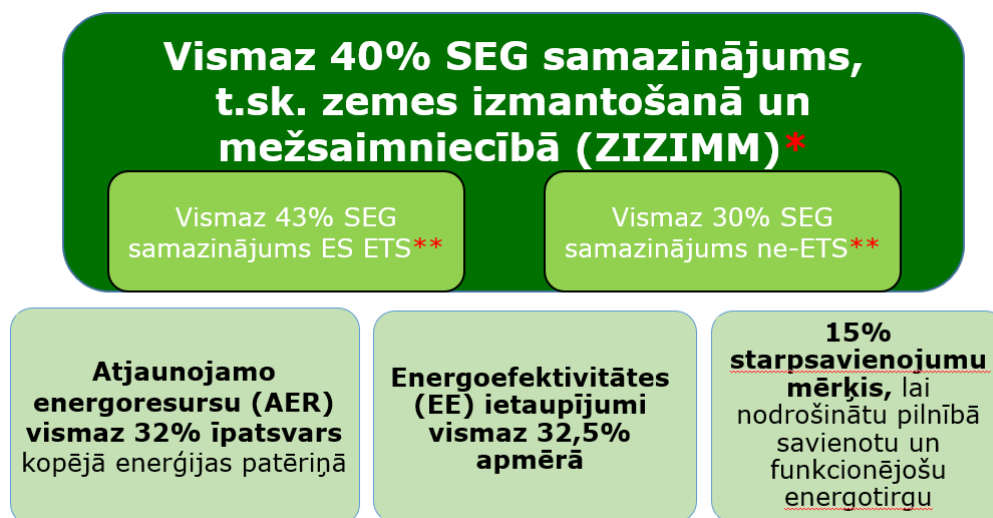 Vismaz 40% SEG samazinājums,
t.sk. zemes izmantošanā un
mežsaimniecībā (ZIZIMM)*
Vismaz 43% SEG
samazinājums ES ETS**
Vismaz 30% SEG
samazinājums ne-ETS**
Atjaunojamo
energoresursu (AER)
vismaz 32% īpatsvars
kopējā enerģijas patēriņā
Energoefektivitātes
(EE) ietaupījumi
vismaz 32,5%
apmērā
15%
starpsavienojumu
mērķis, lai
nodrošinātu pilnībā
savienotu un
funkcionējošu
energotirgu